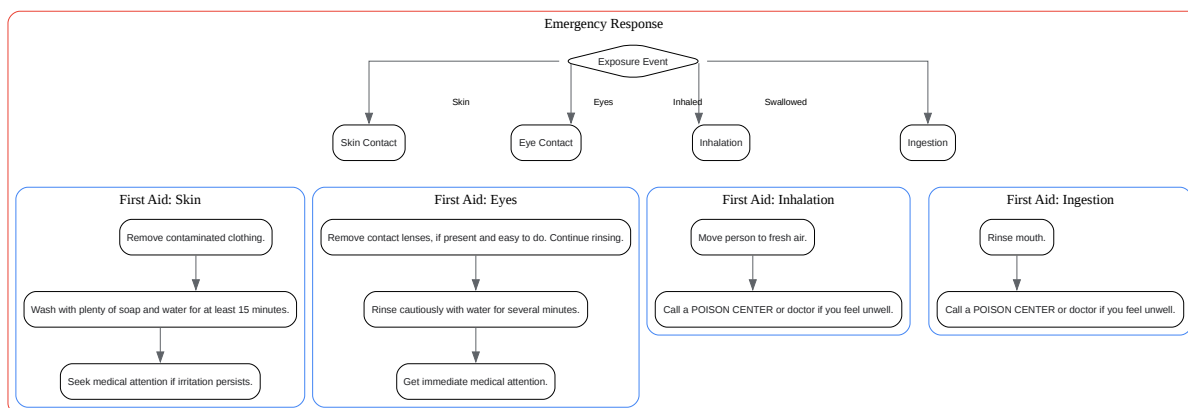 Emergency Response
Exposure Event
Skin
Eyes
Inhaled
Swallowed
Skin Contact
Eye Contact
Inhalation
Ingestion
First Aid: Skin
Remove contaminated clothing.
Wash with plenty of soap and water for at least 15 minutes.
Seek medical attention if irritation persists.
First Aid: Eyes
Remove contact lenses, if present and easy to do. Continue rinsing.
Rinse cautiously with water for several minutes.
Get immediate medical attention.
First Aid: Inhalation
Move person to fresh air.
Call a POISON CENTER or doctor if you feel unwell.
First Aid: Ingestion
Rinse mouth.
Call a POISON CENTER or doctor if you feel unwell.